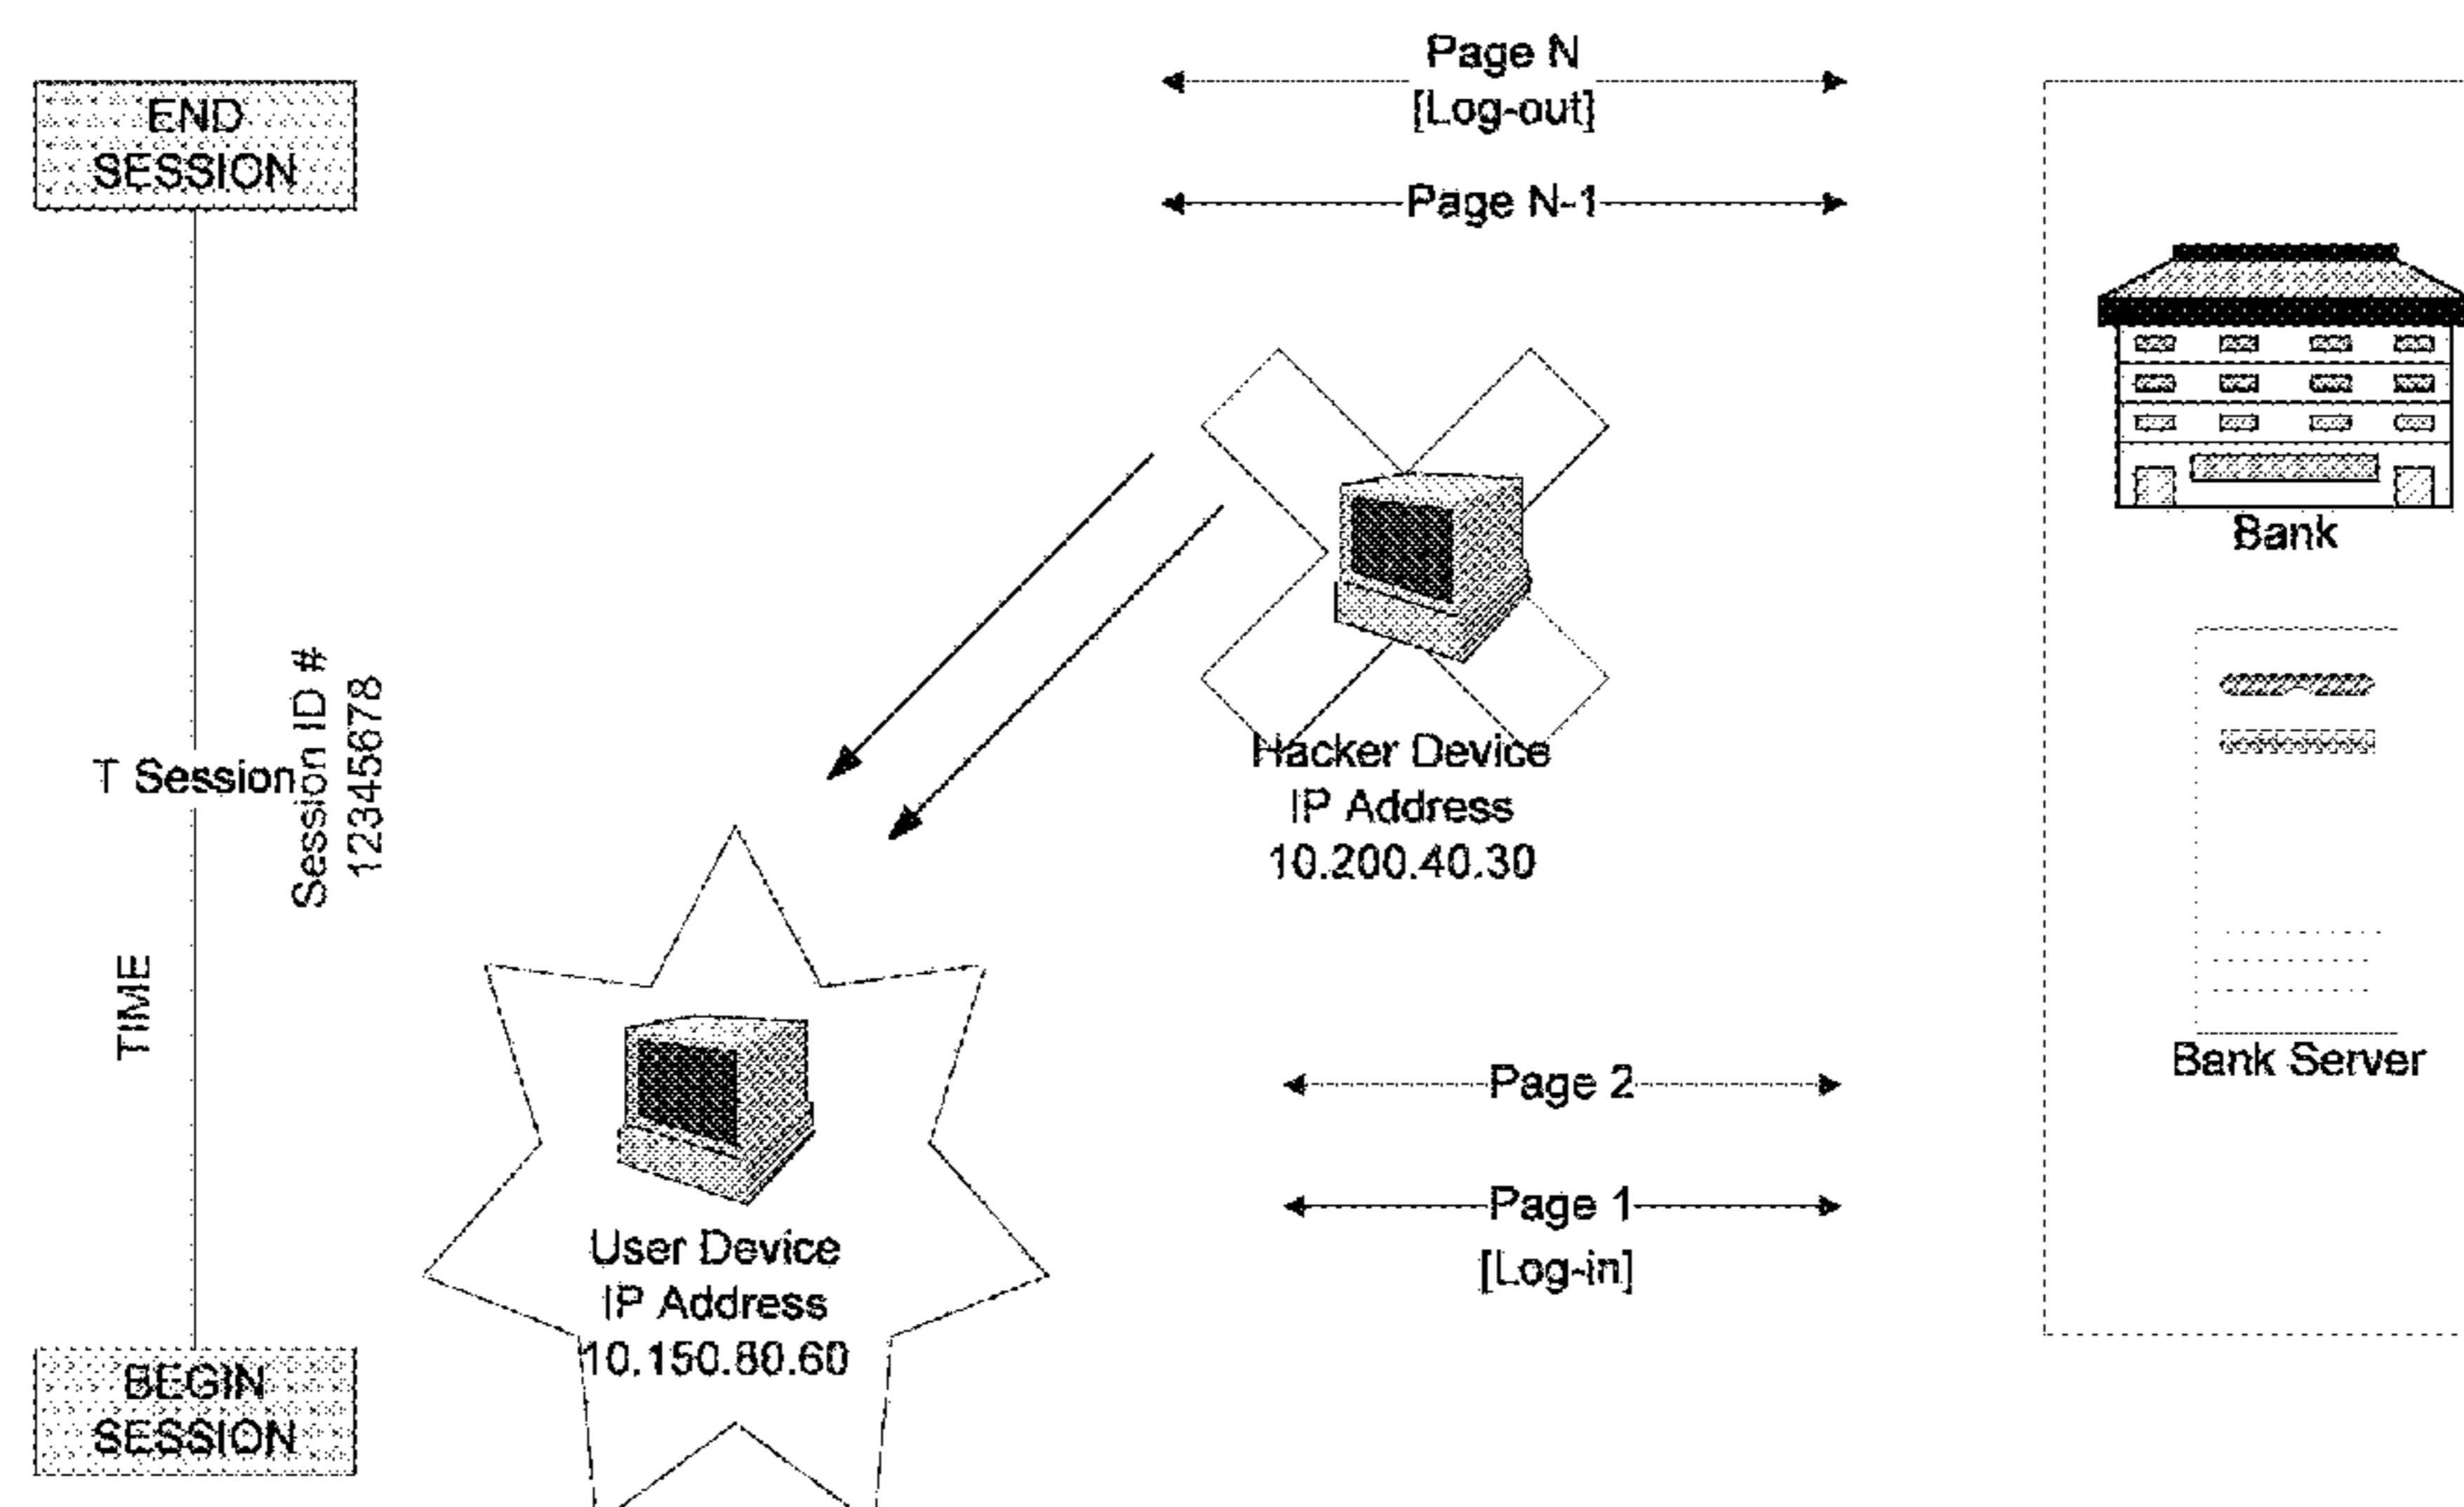 Page N
[Log-out]
Page N-1
END
SESSION
Bank
Session ID #
12345678
T Session
Hacker Device
IP Address
10.200.40.30
TIME
Page 2
Bank Server
Page 1
[Log-in]
User Device
IP Address
10.150.80.60
BEGIN
SESSION